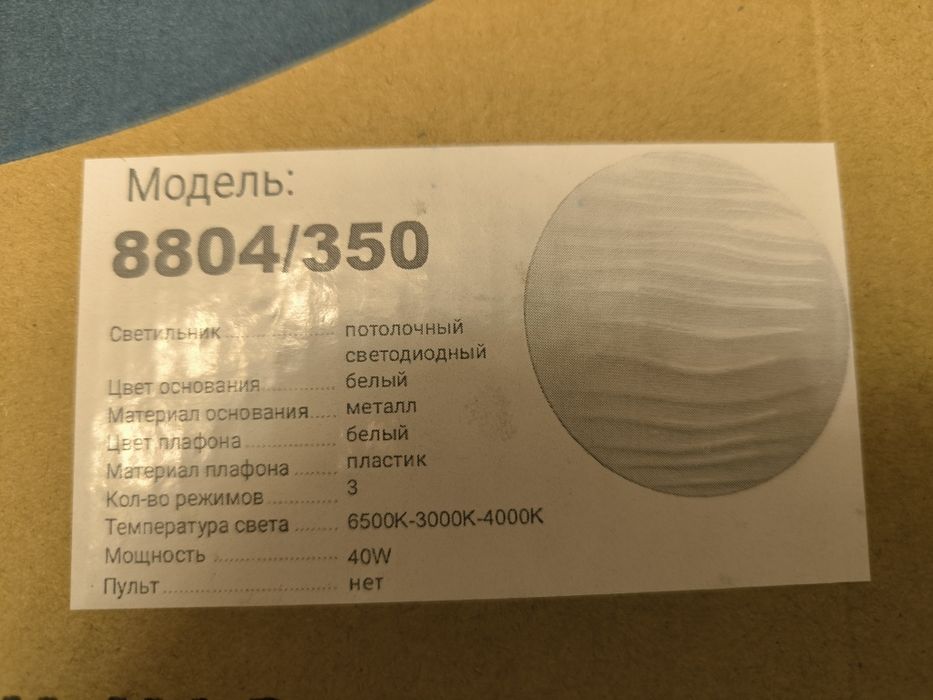 Модель:
8804/350
Светильник ................ потолочный
светодиодный
Цвет основания ............ белый
Материал основания..... металл
Цвет плафона ................ белый
Материал плафона ........ пластик
Кол-во режимов ............ 3
Температура света ....... 6500K-3000K-4000K
Мощность .................... 40W
Пульт ............................ нет